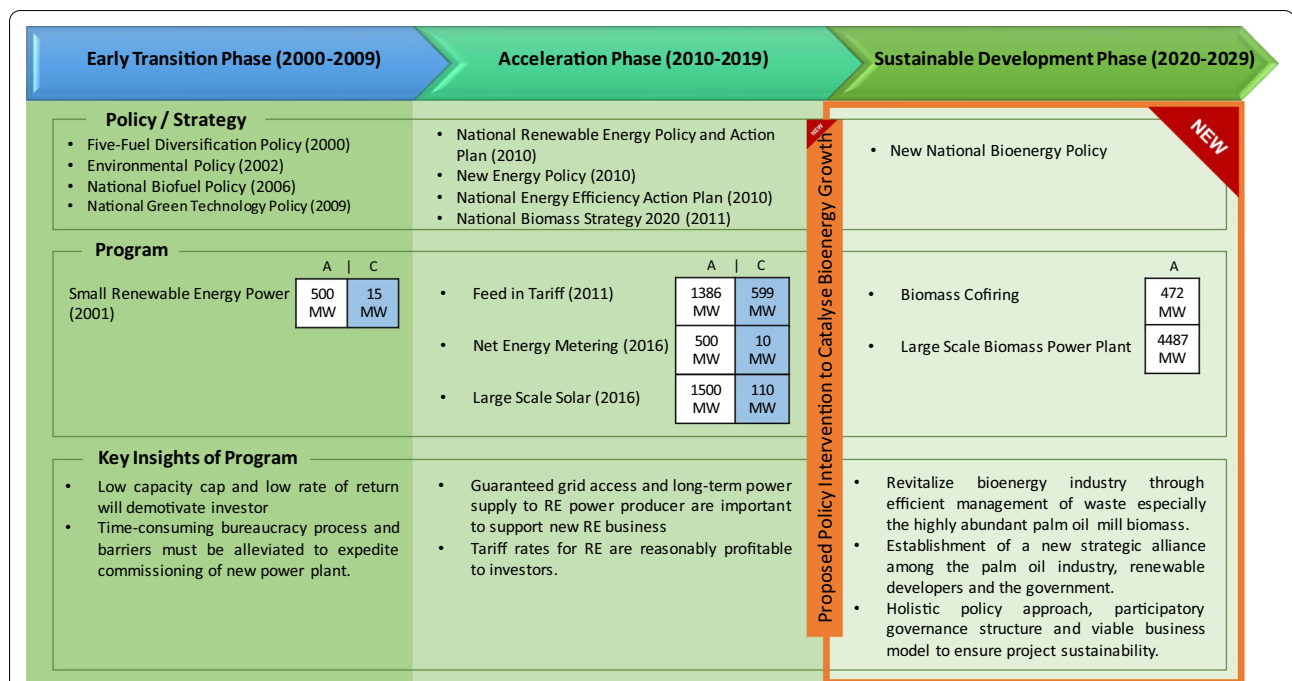 Early Transition Phase (2000-2009)
Acceleration Phase (2010-2019)
Sustainable Development Phase (2020-2029)
Policy / Strategy
• Five-Fuel Diversification Policy (2000)
• Environmental Policy (2002)
• National Biofuel Policy (2006)
• National Green Technology Policy (2009)
• National Renewable Energy Policy and Action
Plan (2010)
• New Energy Policy (2010)
• National Energy Efficiency Action Plan (2010)
• National Biomass Strategy 2020 (2011)
NEW
Proposed Policy Intervention to Catalyse Bioenergy Growth
• New National Bioenergy Policy
NEW
Program
A | C
Small Renewable Energy Power
(2001)
500
MW
15
MW
A | C
• Feed in Tariff (2011)
1386
MW
599
MW
• Net Energy Metering (2016)
500
MW
10
MW
• Large Scale Solar (2016)
1500
MW
110
MW
A
• Biomass Cofiring
472
MW
• Large Scale Biomass Power Plant
4487
MW
Key Insights of Program
• Low capacity cap and low rate of return
will demotivate investor
• Time-consuming bureaucracy process and
barriers must be alleviated to expedite
commissioning of new power plant.
• Guaranteed grid access and long-term power
supply to RE power producer are important
to support new RE business
• Tariff rates for RE are reasonably profitable
to investors.
• Revitalize bioenergy industry through
efficient management of waste especially
the highly abundant palm oil mill biomass.
• Establishment of a new strategic alliance
among the palm oil industry, renewable
developers and the government.
• Holistic policy approach, participatory
governance structure and viable business
model to ensure project sustainability.